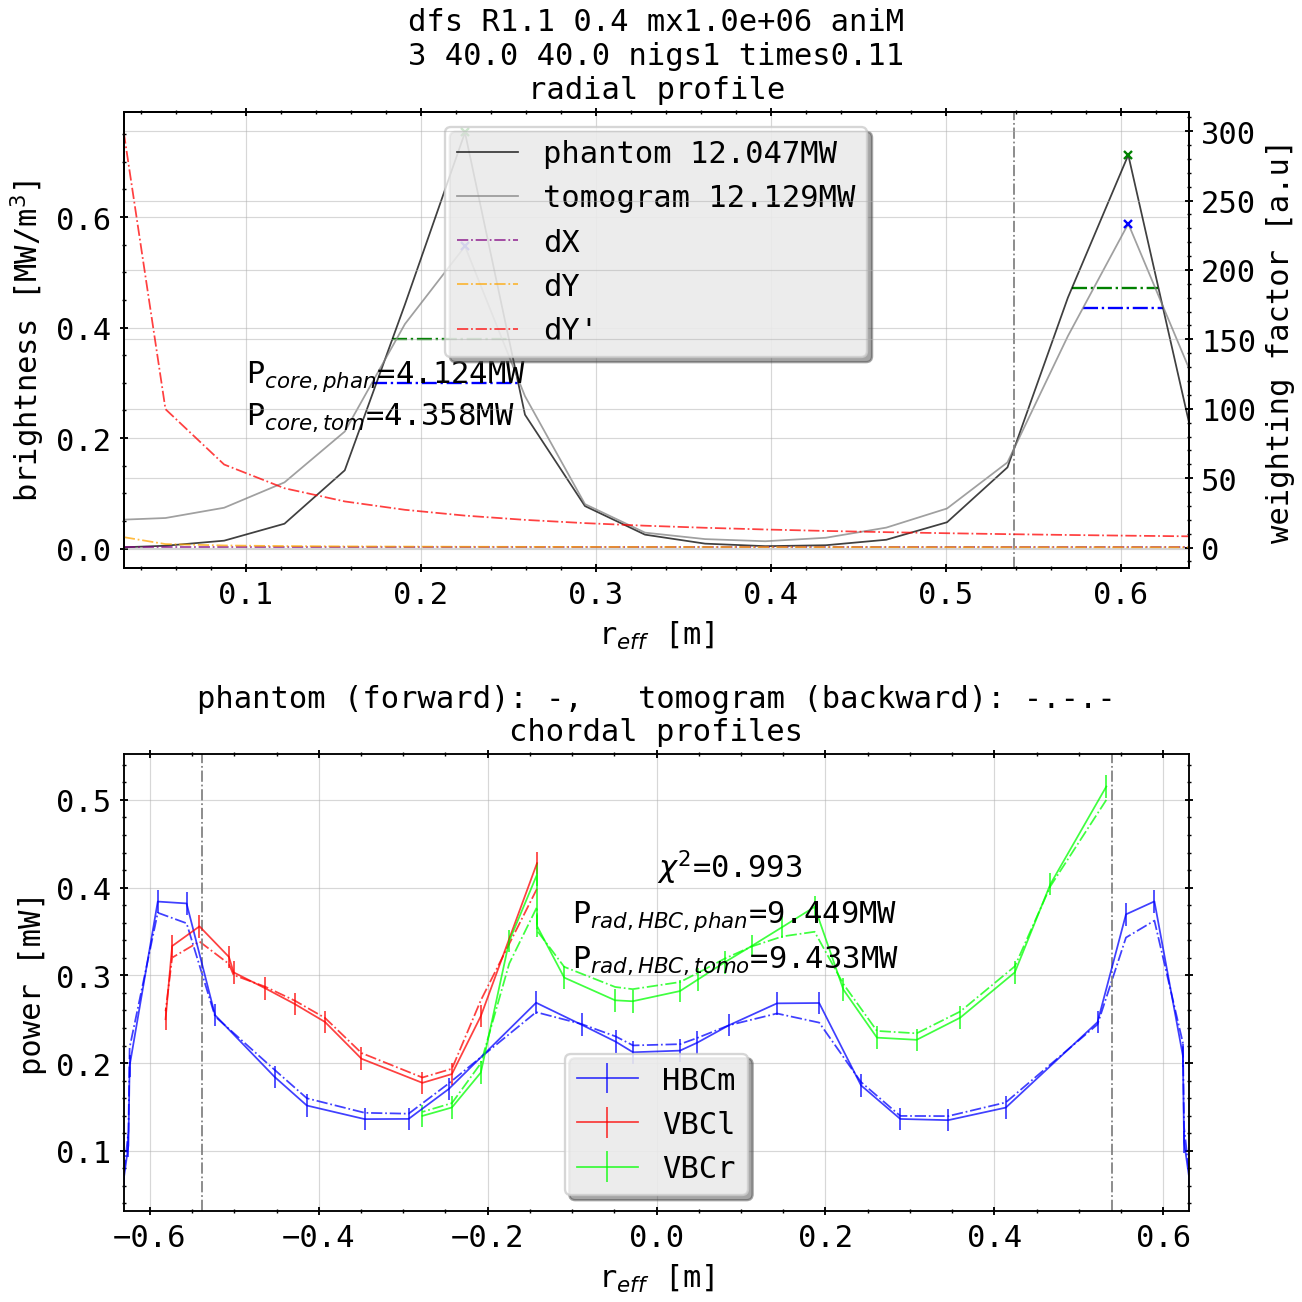 dfs R1.1 0.4 mx1.0e+06 aniM
3 40.0 40.0 nigs1 times0.11
radial profile
brightness [MW/m³]
0.6
0.4
0.2
0.0
phantom 12.047MW
tomogram 12.129MW
dX
dY
dY'
P_core,phan=4.124MW
P_core,tom=4.358MW
300
250
200
150
100
50
0
weighting factor [a.u]
0.1 0.2 0.3 0.4 0.5 0.6
r_eff [m]
phantom (forward): -, tomogram (backward): -.-.-
chordal profiles
power [mW]
0.5
0.4
0.3
0.2
0.1
χ²=0.993
P_rad,HBC,phan=9.449MW
P_rad,HBC,tomo=9.433MW
HBCm
VBCl
VBCr
−0.6 −0.4 −0.2 0.0 0.2 0.4 0.6
r_eff [m]